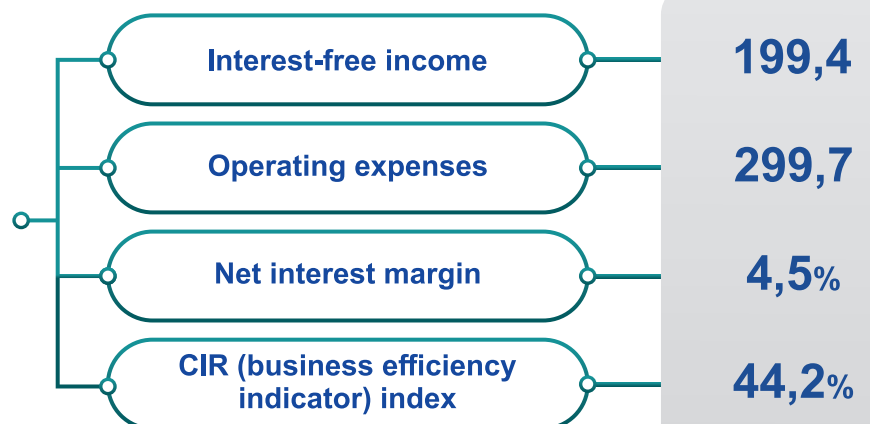 Interest-free income 199,4
Operating expenses 299,7
Net interest margin 4,5%
CIR (business efficiency
indicator) index 44,2%